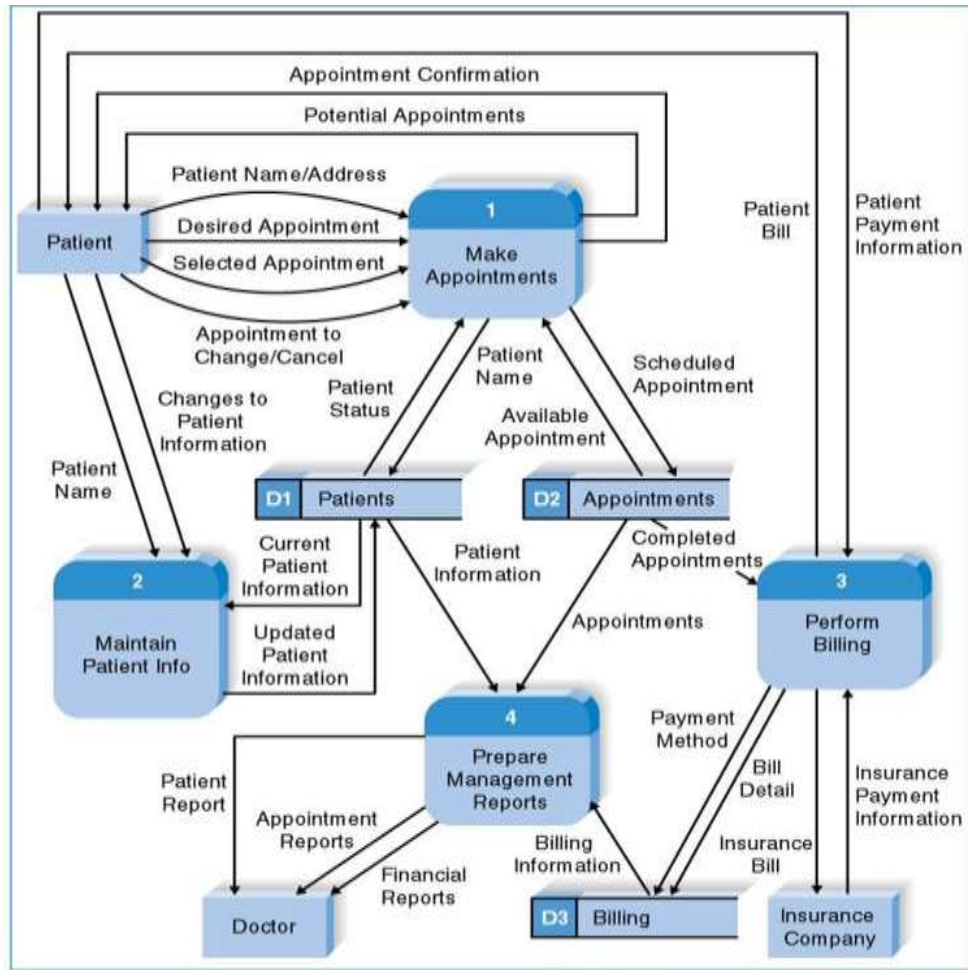 Appointment Confirmation
Potential Appointments
Patient Name/Address
Desired Appointment
Selected Appointment
Appointment to
Change/Cancel
Patient
1
Make
Appointments
Patient
Bill
Patient
Payment
Information
Patient
Status
Patient
Name
Scheduled
Appointment
Available
Appointment
Changes to
Patient
Information
Patient
Name
D1 Patients
D2 Appointments
Current
Patient
Information
Patient
Information
Completed
Appointments
2
Maintain
Patient Info
Updated
Patient
Information
Appointments
3
Perform
Billing
4
Prepare
Management
Reports
Payment
Method
Bill
Detail
Insurance
Payment
Information
Patient
Report
Appointment
Reports
Financial
Reports
Billing
Information
Insurance
Bill
Doctor
D3 Billing
Insurance
Company